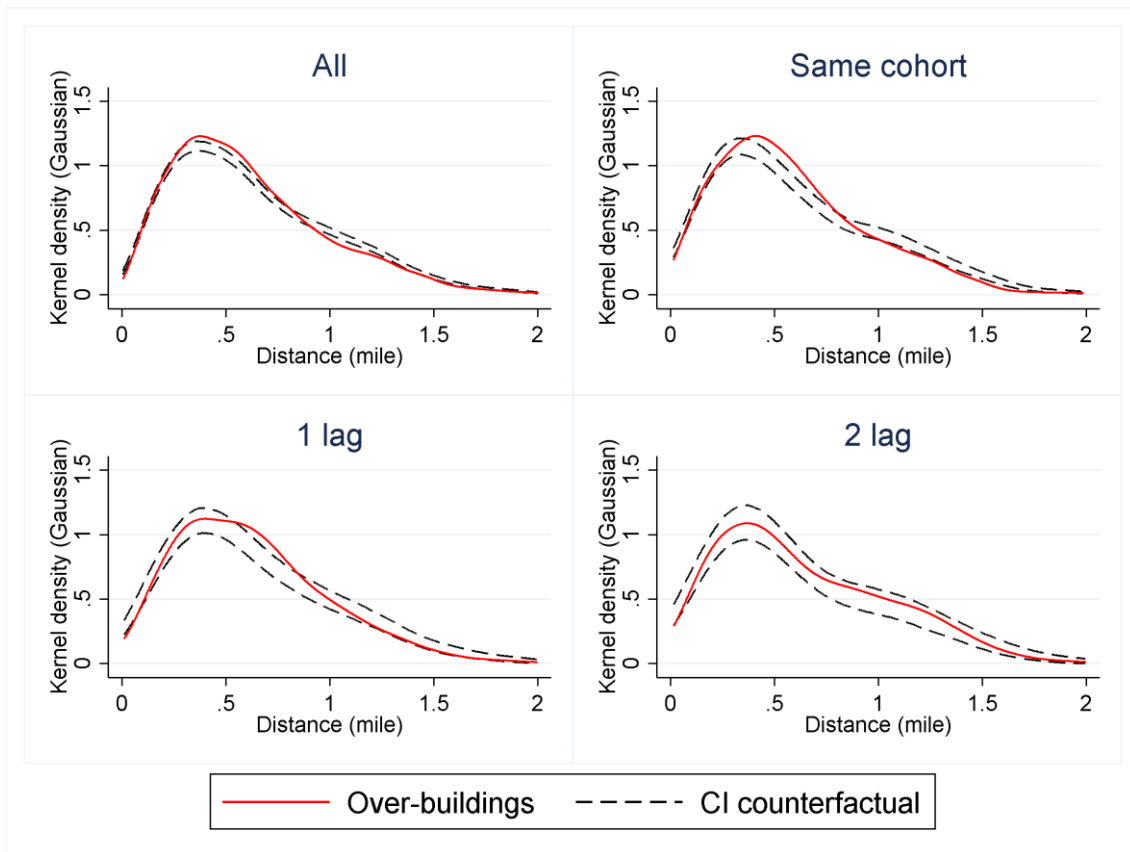 All
Kernel density (Gaussian)
0 .5 1 1.5
0 .5 1 1.5 2
Distance (mile)
Same cohort
Kernel density (Gaussian)
0 .5 1 1.5
0 .5 1 1.5 2
Distance (mile)
1 lag
Kernel density (Gaussian)
0 .5 1 1.5
0 .5 1 1.5 2
Distance (mile)
2 lag
Kernel density (Gaussian)
0 .5 1 1.5
0 .5 1 1.5 2
Distance (mile)
Over-buildings CI counterfactual